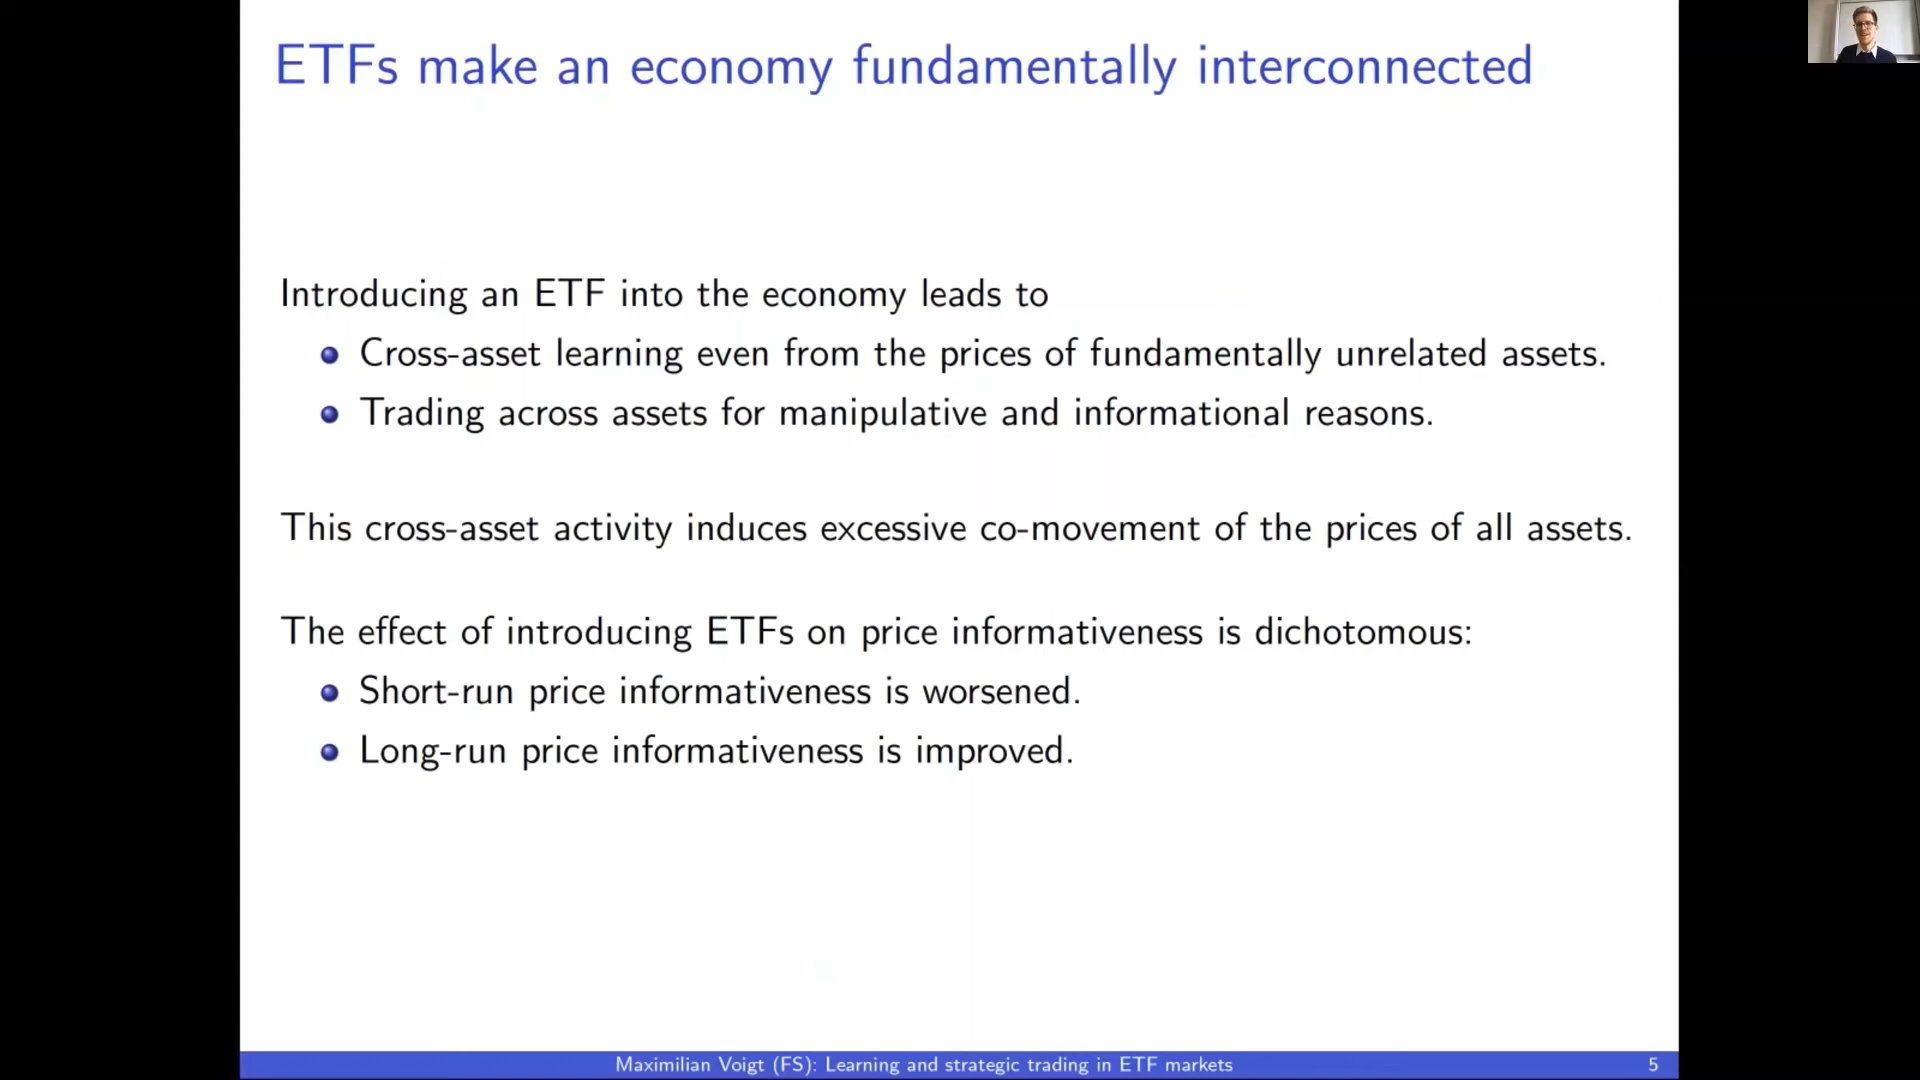 ETFs make an economy fundamentally interconnected
Introducing an ETF into the economy leads to
Cross-asset learning even from the prices of fundamentally unrelated assets.
Trading across assets for manipulative and informational reasons.
This cross-asset activity induces excessive co-movement of the prices of all assets.
The effect of introducing ETFs on price informativeness is dichotomous:
Short-run price informativeness is worsened.
Long-run price informativeness is improved.
Maximilian Voigt (FS): Learning and strategic trading in ETF markets 5